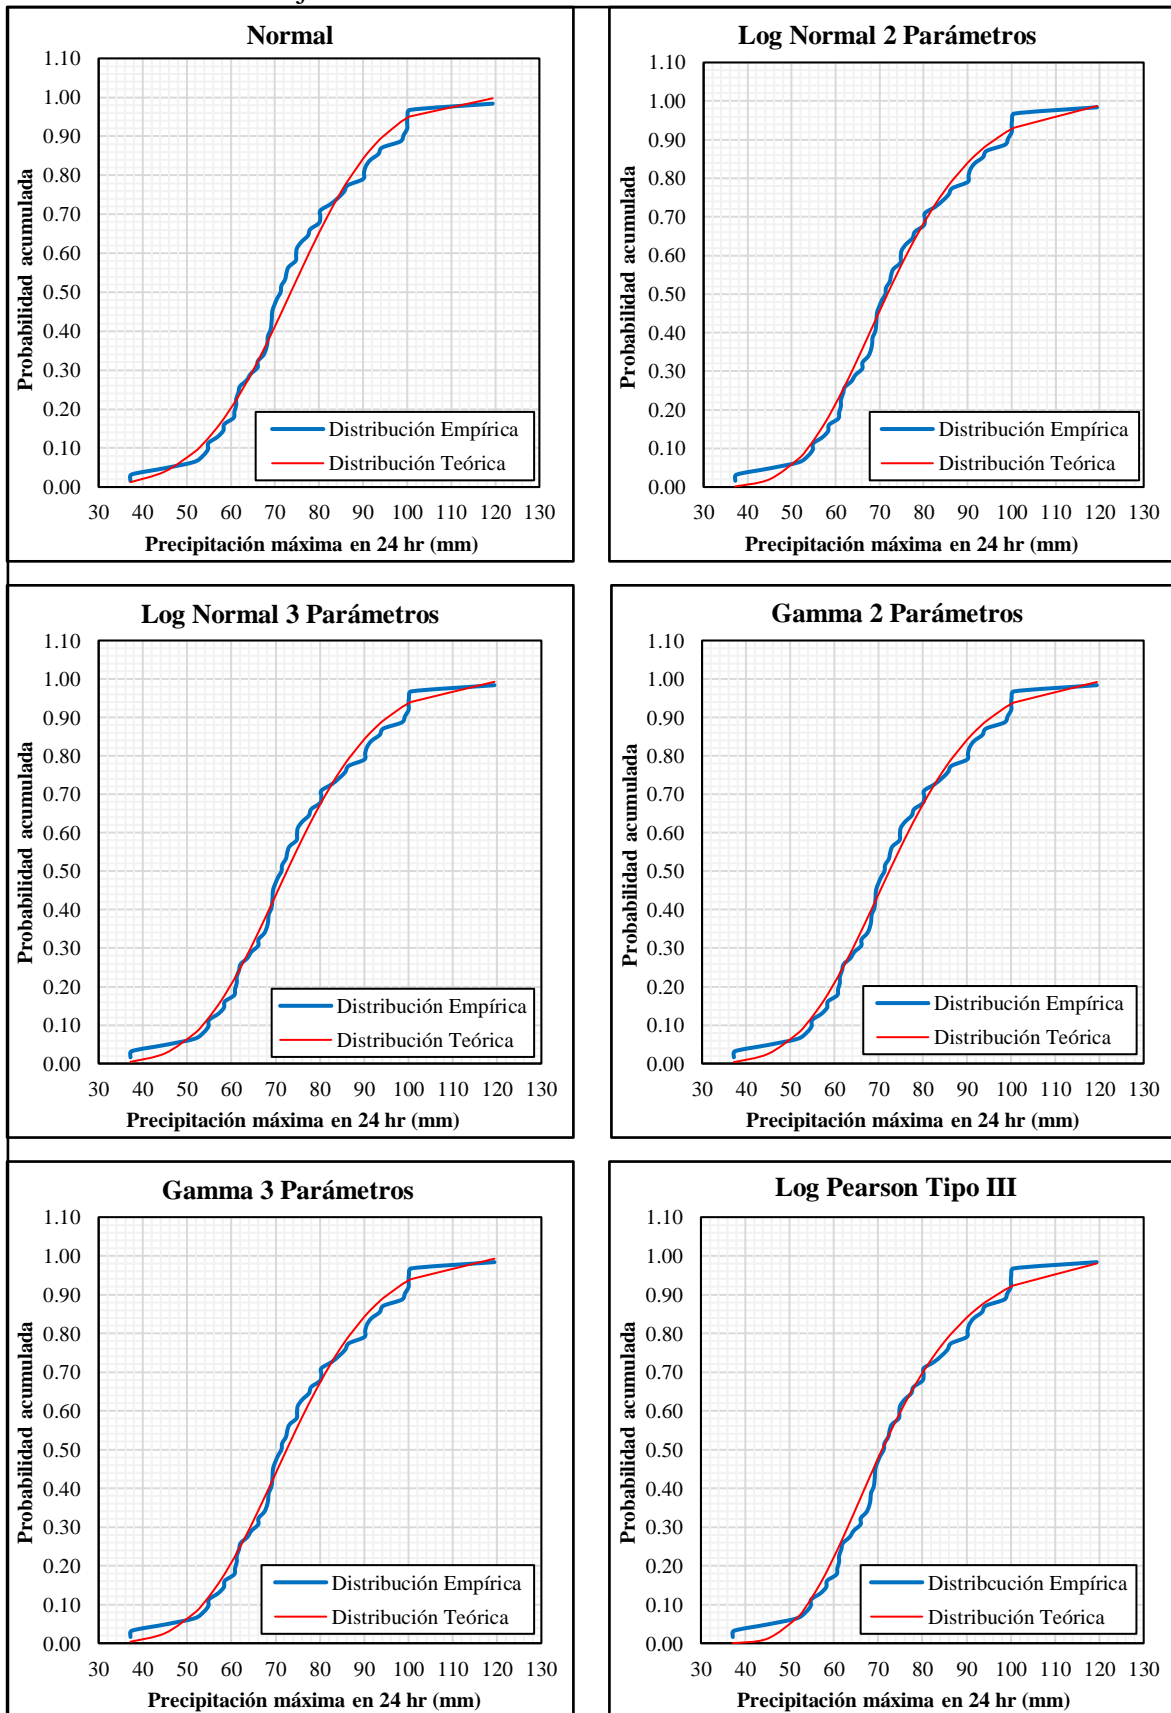 Normal
1.10
1.00
0.90
0.80
0.70
0.60
0.50
0.40
0.30
0.20
0.10
0.00
Probabilidad acumulada
Distribución Empírica
Distribución Teórica
30 40 50 60 70 80 90 100 110 120 130
Precipitación máxima en 24 hr (mm)
Log Normal 2 Parámetros
1.10
1.00
0.90
0.80
0.70
0.60
0.50
0.40
0.30
0.20
0.10
0.00
Probabilidad acumulada
Distribución Empírica
Distribución Teórica
30 40 50 60 70 80 90 100 110 120 130
Precipitación máxima en 24 hr (mm)
Log Normal 3 Parámetros
1.10
1.00
0.90
0.80
0.70
0.60
0.50
0.40
0.30
0.20
0.10
0.00
Probabilidad acumulada
Distribución Empírica
Distribución Teórica
30 40 50 60 70 80 90 100 110 120 130
Precipitación máxima en 24 hr (mm)
Gamma 2 Parámetros
1.10
1.00
0.90
0.80
0.70
0.60
0.50
0.40
0.30
0.20
0.10
0.00
Probabilidad acumulada
Distribución Empírica
Distribución Teórica
30 40 50 60 70 80 90 100 110 120 130
Precipitación máxima en 24 hr (mm)
Gamma 3 Parámetros
1.10
1.00
0.90
0.80
0.70
0.60
0.50
0.40
0.30
0.20
0.10
0.00
Probabilidad acumulada
Distribución Empírica
Distribución Teórica
30 40 50 60 70 80 90 100 110 120 130
Precipitación máxima en 24 hr (mm)
Log Pearson Tipo III
1.10
1.00
0.90
0.80
0.70
0.60
0.50
0.40
0.30
0.20
0.10
0.00
Probabilidad acumulada
Distribcución Empírica
Distribución Teórica
30 40 50 60 70 80 90 100 110 120 130
Precipitación máxima en 24 hr (mm)